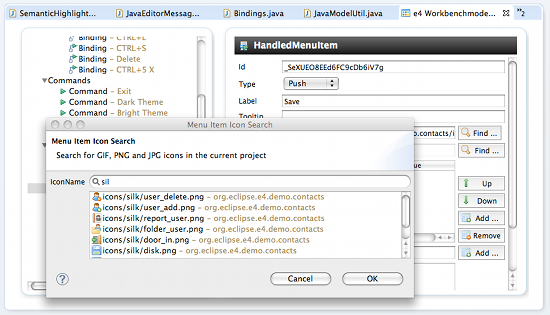 SemanticHighlight...
JavaEditorMessag...
Bindings.java
JavaModelUtil.java
e4 Workbenchmode...
2
Binding - CTRL+L
Binding - CTRL+S
Binding - Delete
Binding - CTRL+5 X
Commands
Command - Exit
Command - Dark Theme
Command - Bright Theme
HandledMenuItem
Id
_SeXUEO8EEd6FC9cDb6iV7g
Type
Push
Label
Save
Tooltip
o.contacts/i
Find ...
Find ...
ue
Up
Down
Add ...
Remove
Add ...
Menu Item Icon Search
Menu Item Icon Search
Search for GIF, PNG and JPG icons in the current project
IconName
sil
icons/silk/user_delete.png - org.eclipse.e4.demo.contacts
icons/silk/user_add.png - org.eclipse.e4.demo.contacts
icons/silk/report_user.png - org.eclipse.e4.demo.contacts
icons/silk/folder_user.png - org.eclipse.e4.demo.contacts
icons/silk/door_in.png - org.eclipse.e4.demo.contacts
icons/silk/disk.png - org.eclipse.e4.demo.contacts
?
Cancel
OK